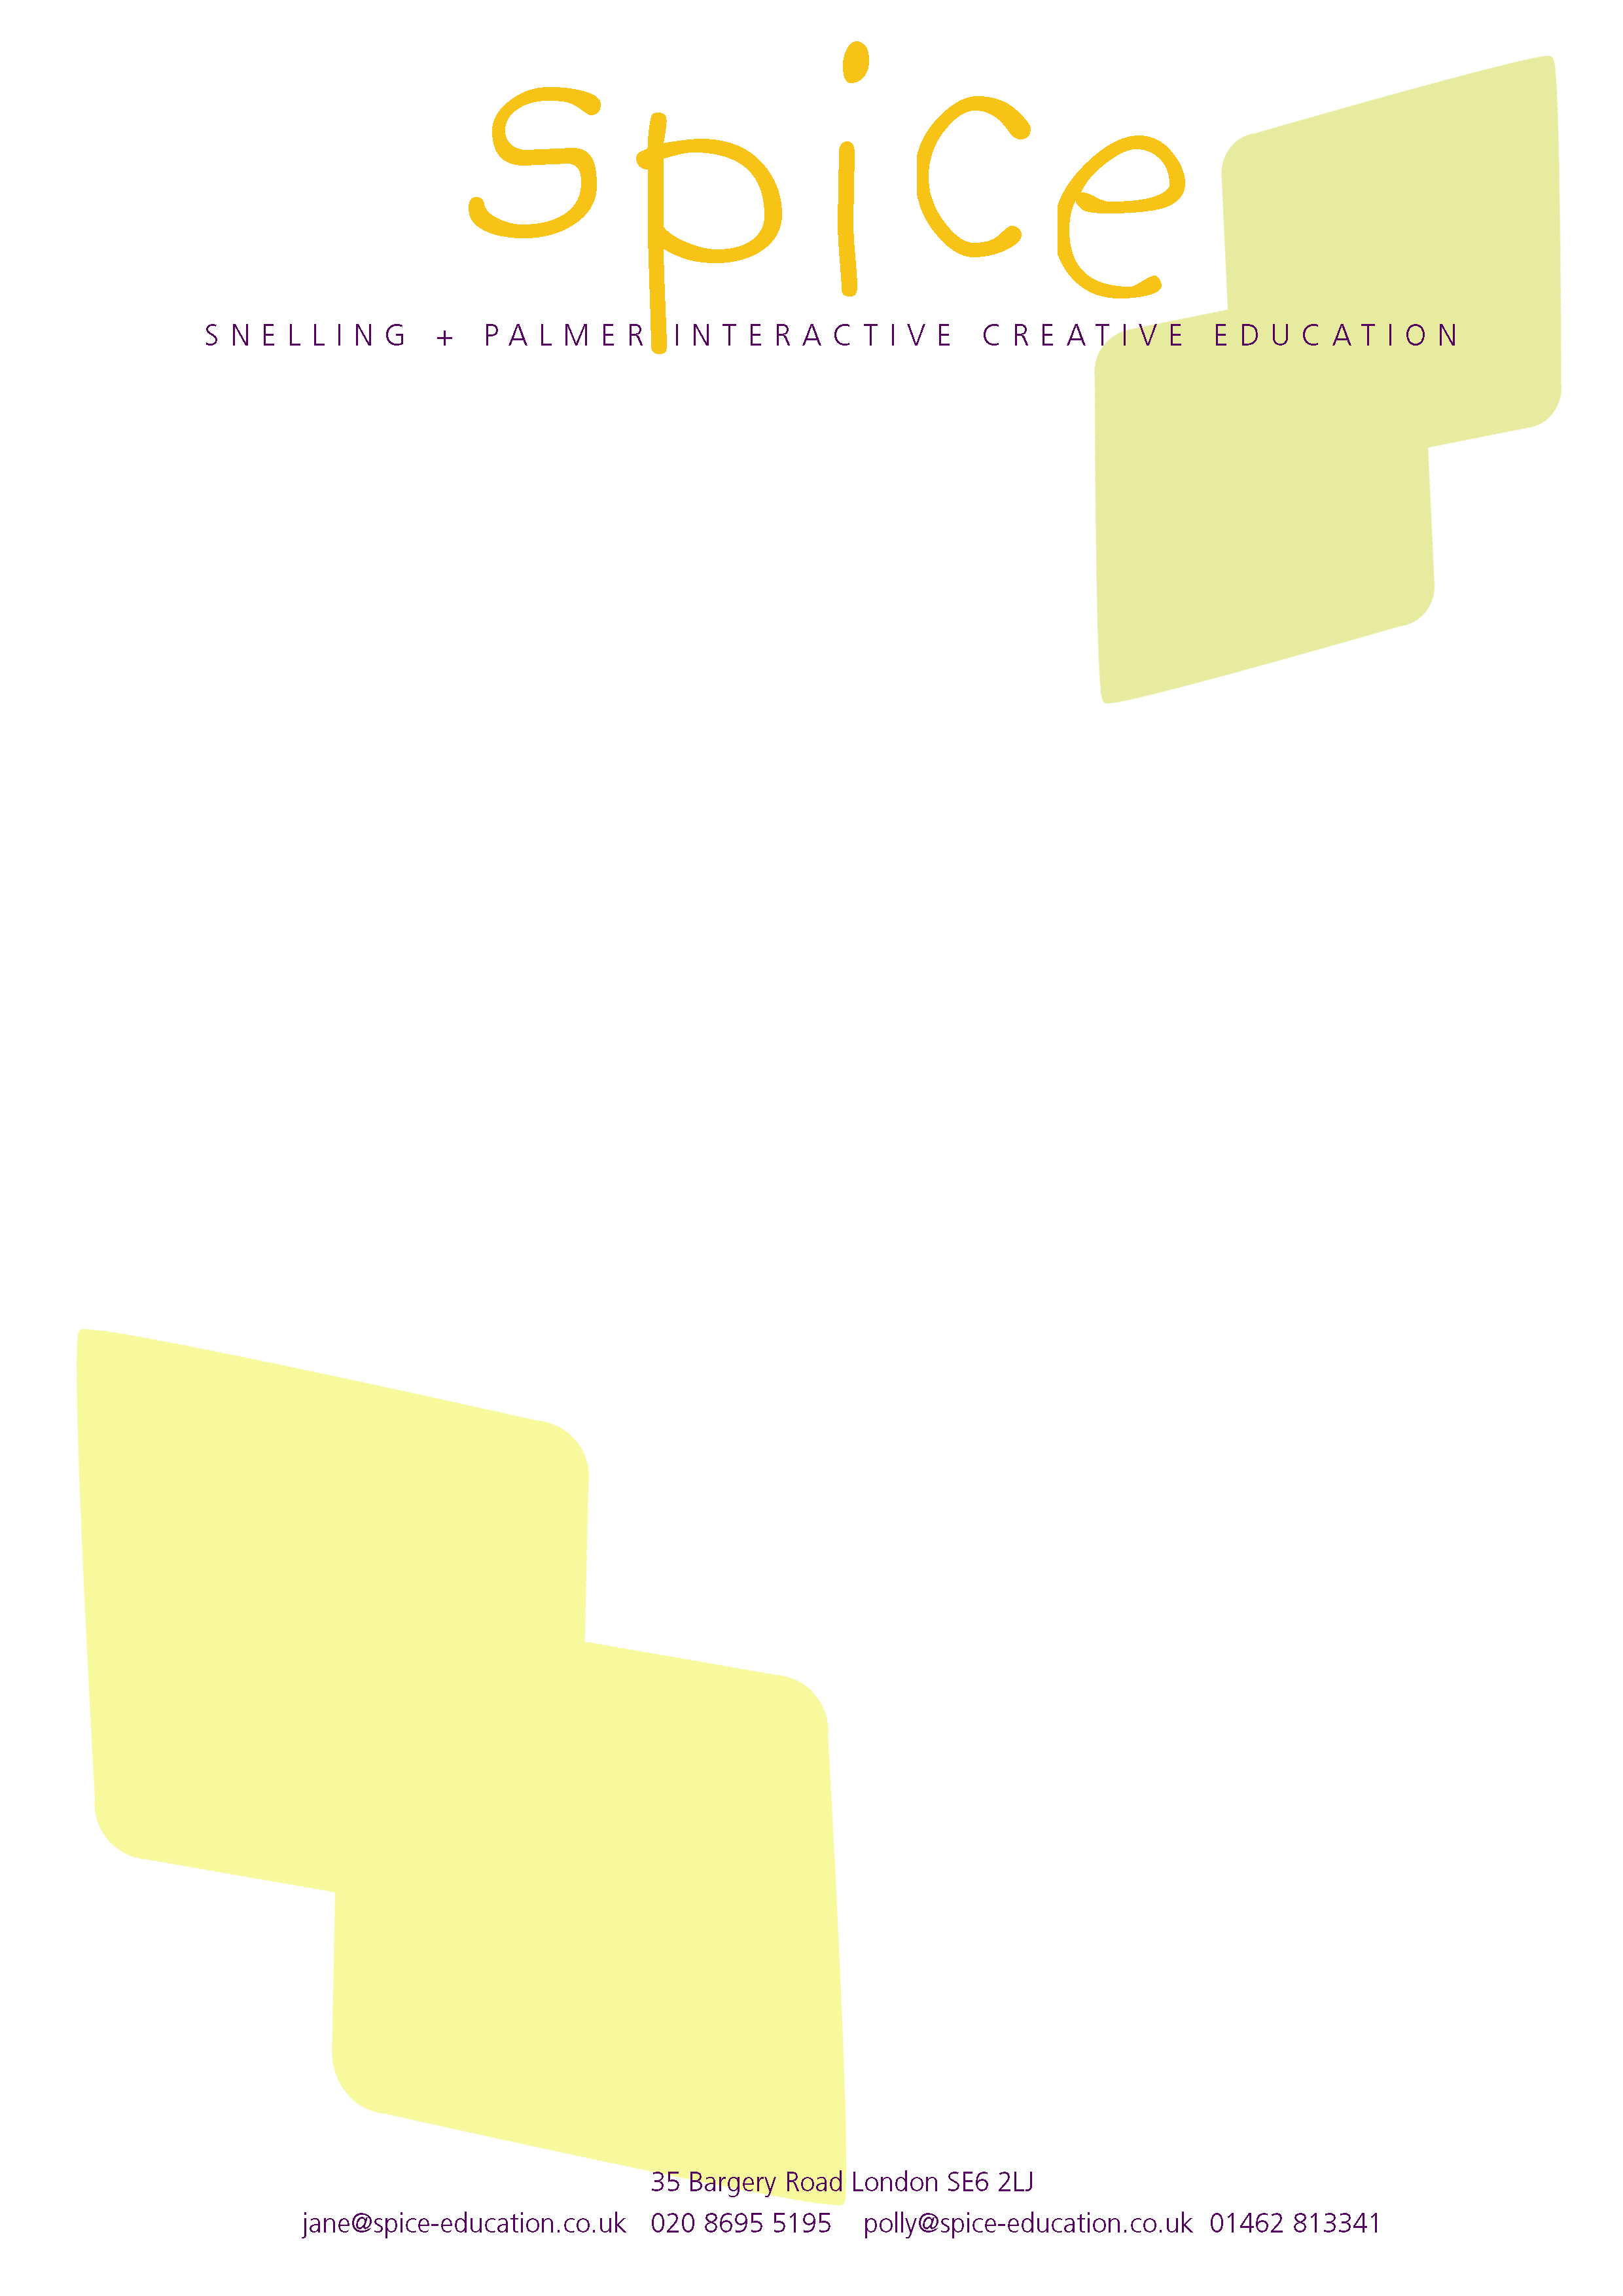 spice
SNELLING + PALMER INTERACTIVE CREATIVE EDUCATION
35 Bargery Road London SE6 2LJ
jane@spice-education.co.uk 020 8695 5195 polly@spice-education.co.uk 01462 813341